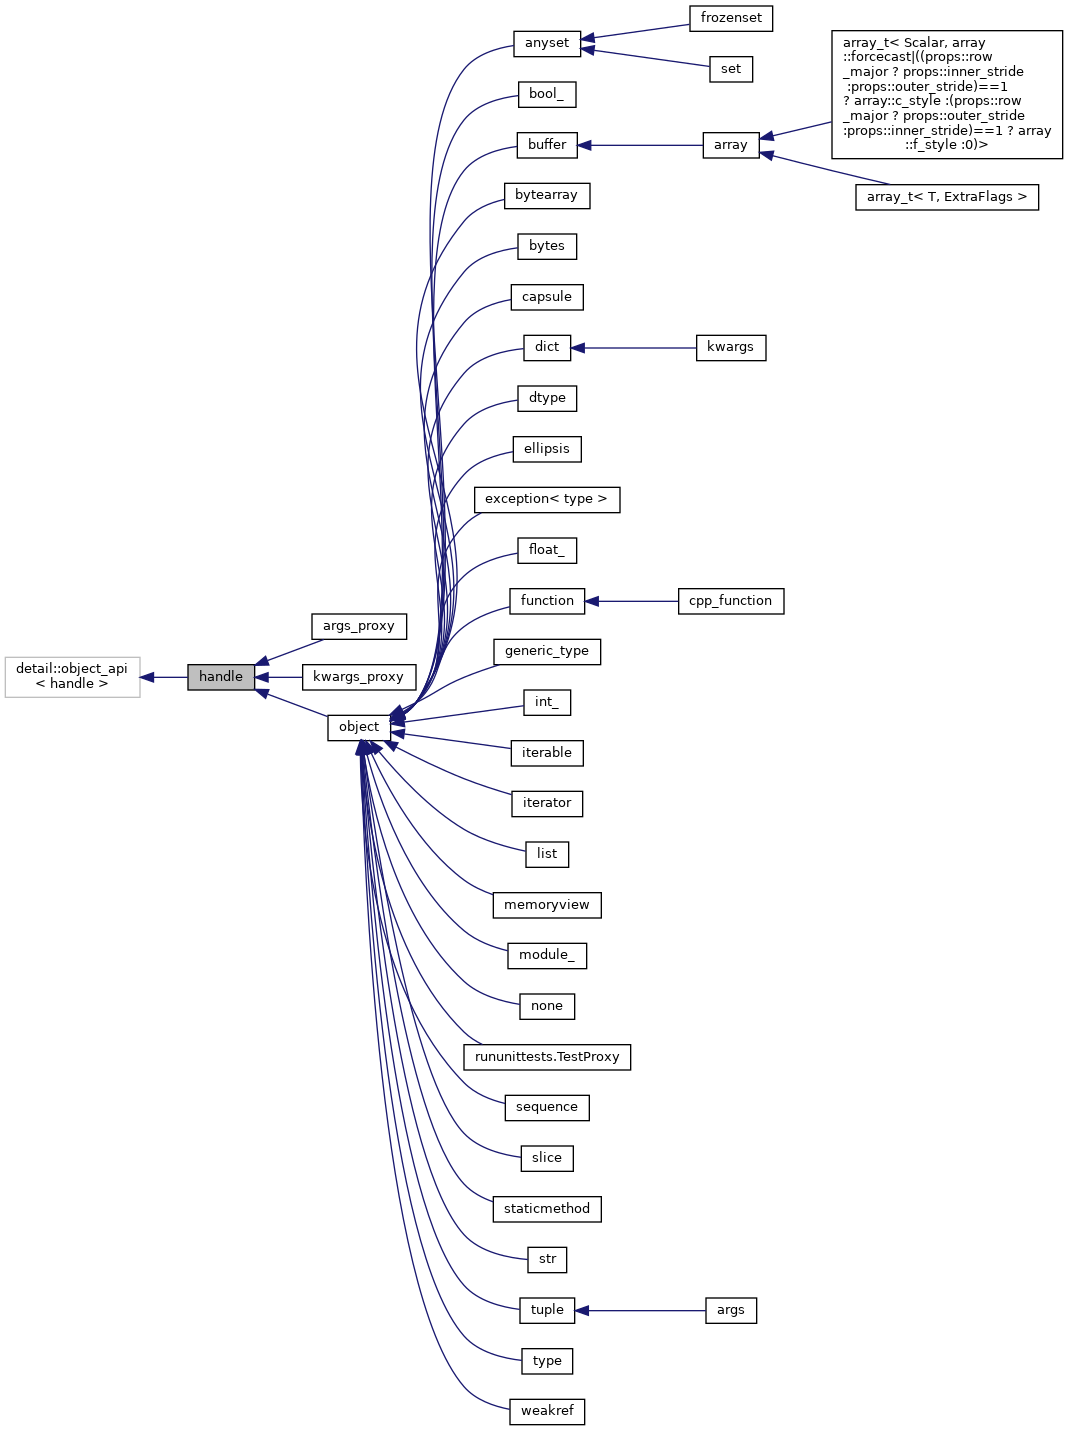 frozenset
anyset
set
array_t< Scalar, array
::forcecast|((props::row
_major ? props::inner_stride
:props::outer_stride)==1
? array::c_style :(props::row
_major ? props::outer_stride
:props::inner_stride)==1 ? array
::f_style :0)>
bool_
buffer
array
array_t< T, ExtraFlags >
bytearray
bytes
capsule
dict
kwargs
dtype
ellipsis
exception< type >
float_
function
cpp_function
args_proxy
generic_type
detail::object_api
< handle >
handle
kwargs_proxy
int_
object
iterable
iterator
list
memoryview
module_
none
rununittests.TestProxy
sequence
slice
staticmethod
str
tuple
args
type
weakref